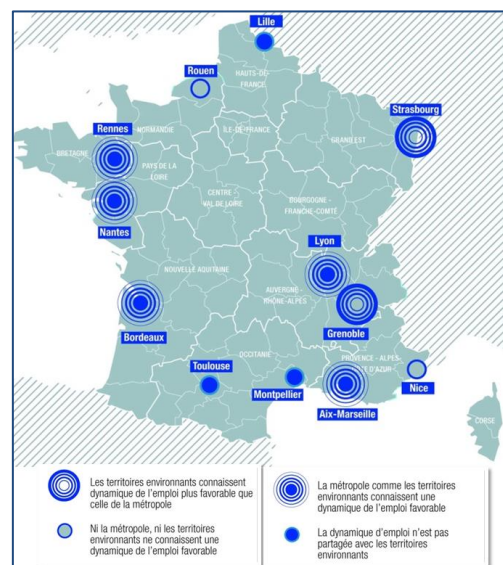 Lille
Rouen
HAUTS-DE-
FRANCE
Strasbourg
Rennes
NORMANDIE
ÎLE-DE-FRANCE
GRAND EST
BRETAGNE
PAYS DE LA
LOIRE
Nantes
CENTRE -
VAL DE LOIRE
BOURGOGNE -
FRANCHE-COMTÉ
Lyon
NOUVELLE AQUITAINE
AUVERGNE -
RHÔNE-ALPES
Bordeaux
Grenoble
Toulouse
OCCITANIE
Montpellier
PROVENCE - ALPES
CÔTE D'AZUR
Nice
Aix-Marseille
CORSE
Les territoires environnants connaissent
dynamique de l'emploi plus favorable que
celle de la métropole
Ni la métropole, ni les territoires
environnants ne connaissent une
dynamique de l'emploi favorable
La métropole comme les territoires
environnants connaissent une
dynamique de l'emploi favorable
La dynamique d'emploi n'est pas
partagée avec les territoires
environnants